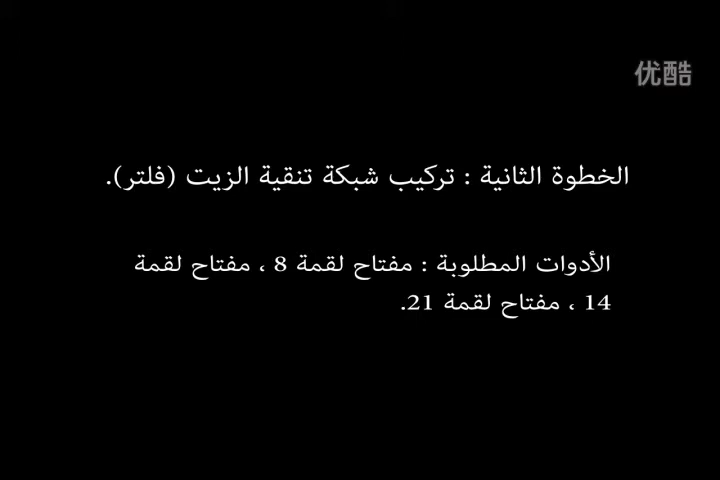 优酷
الخطوة الثانية : تركيب شبكة تنقية الزيت (فلتر).
الأدوات المطلوبة : مفتاح لقمة 8 ، مفتاح لقمة
14 ، مفتاح لقمة 21.